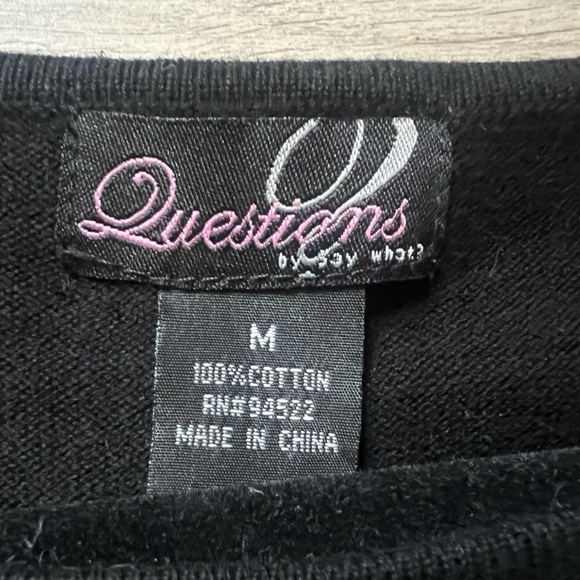 Questions
by say what?
M
100%COTTON
RN#94522
MADE IN CHINA